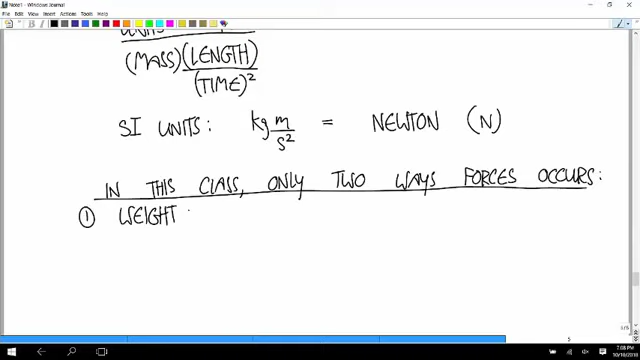 Note1 - Windows Journal
File Edit View Insert Actions Tools Help
UNITS
(MASS) (LENGTH)
(TIME)²
SI UNITS: kg m/s² = NEWTON (N)
IN THIS CLASS, ONLY TWO WAYS FORCES OCCURS:
① WEIGHT
5
7:08 PM